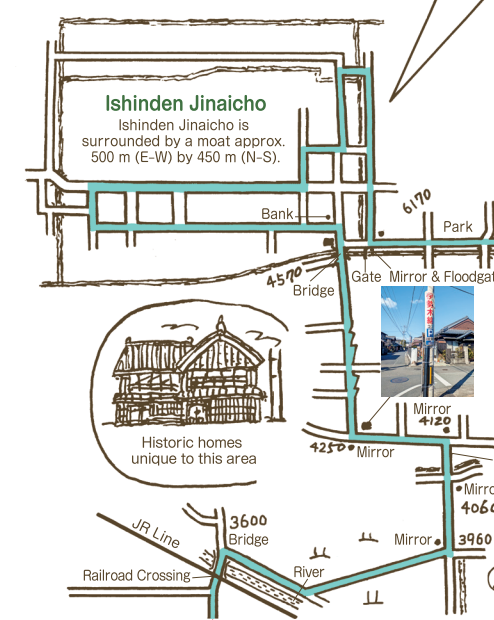 Ishinden Jinaicho
Ishinden Jinaicho is
surrounded by a moat approx.
500 m (E-W) by 450 m (N-S).
Bank
6170
Park
4570
Bridge
Gate
Mirror & Floodgat
Mirror
4120
4250
Mirror
Historic homes
unique to this area
Mirro
4060
3600
Bridge
JR Line
Mirror
3960
Railroad Crossing
River